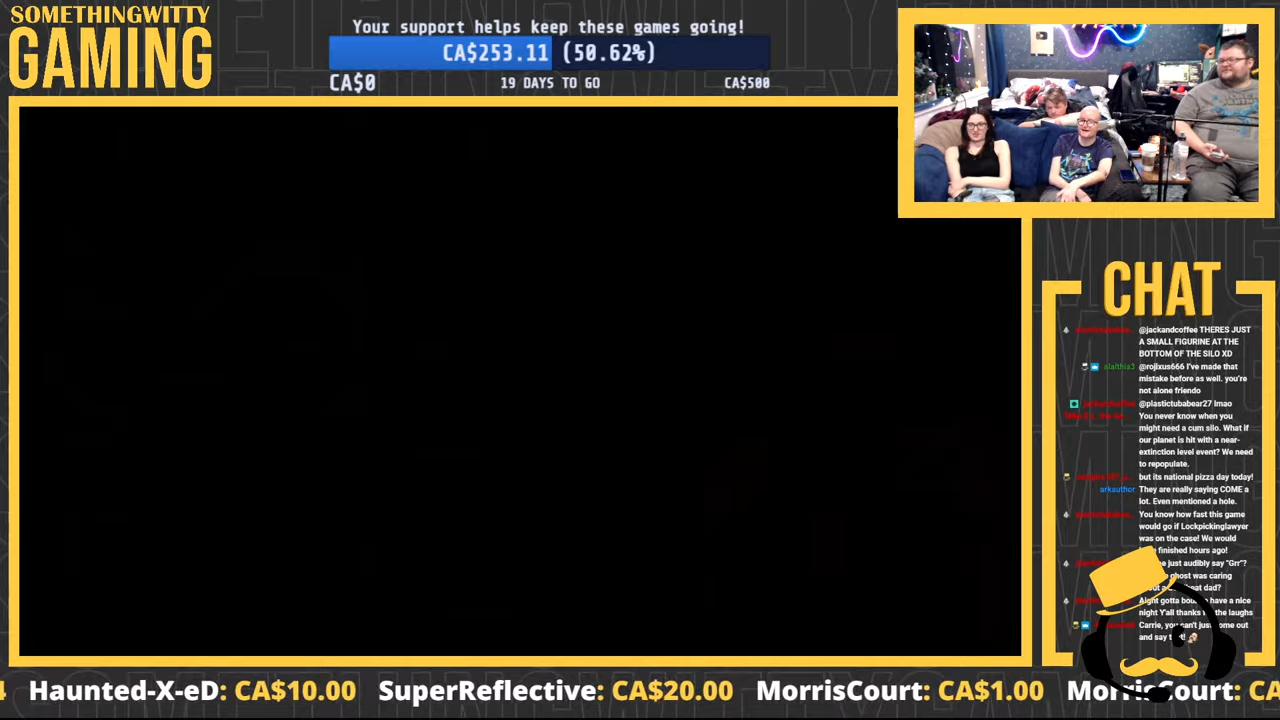 SOMETHINGWITTY
GAMING
Your support helps keep these games going!
CA$253.11 (50.62%)
CA$0
19 DAYS TO GO
CA$500
CHAT
@jackandcoffee THERES JUST
A SMALL FIGURINE AT THE
BOTTOM OF THE SILO XD
alalthis3 @rojixus666 I've made that
mistake before as well. you're
not alone friendo
@plastictubabear27 lmao
You never know when you
might need a cum silo. What if
our planet is hit with a near-
extinction level event? We need
to repopulate.
but its national pizza day today!
arkauthor They are really saying COME a
lot. Even mentioned a hole.
You know how fast this game
would go if Lockpickinglawyer
was on the case! We would
finished hours ago!
just audibly say "Grr"?
ghost was caring
dad?
Aight gotta have a nice
night Y'all thanks the laughs
Carrie, you can't just come out
and say
Haunted-X-eD: CA$10.00 SuperReflective: CA$20.00 MorrisCourt: CA$1.00 MorrisCourt: CA